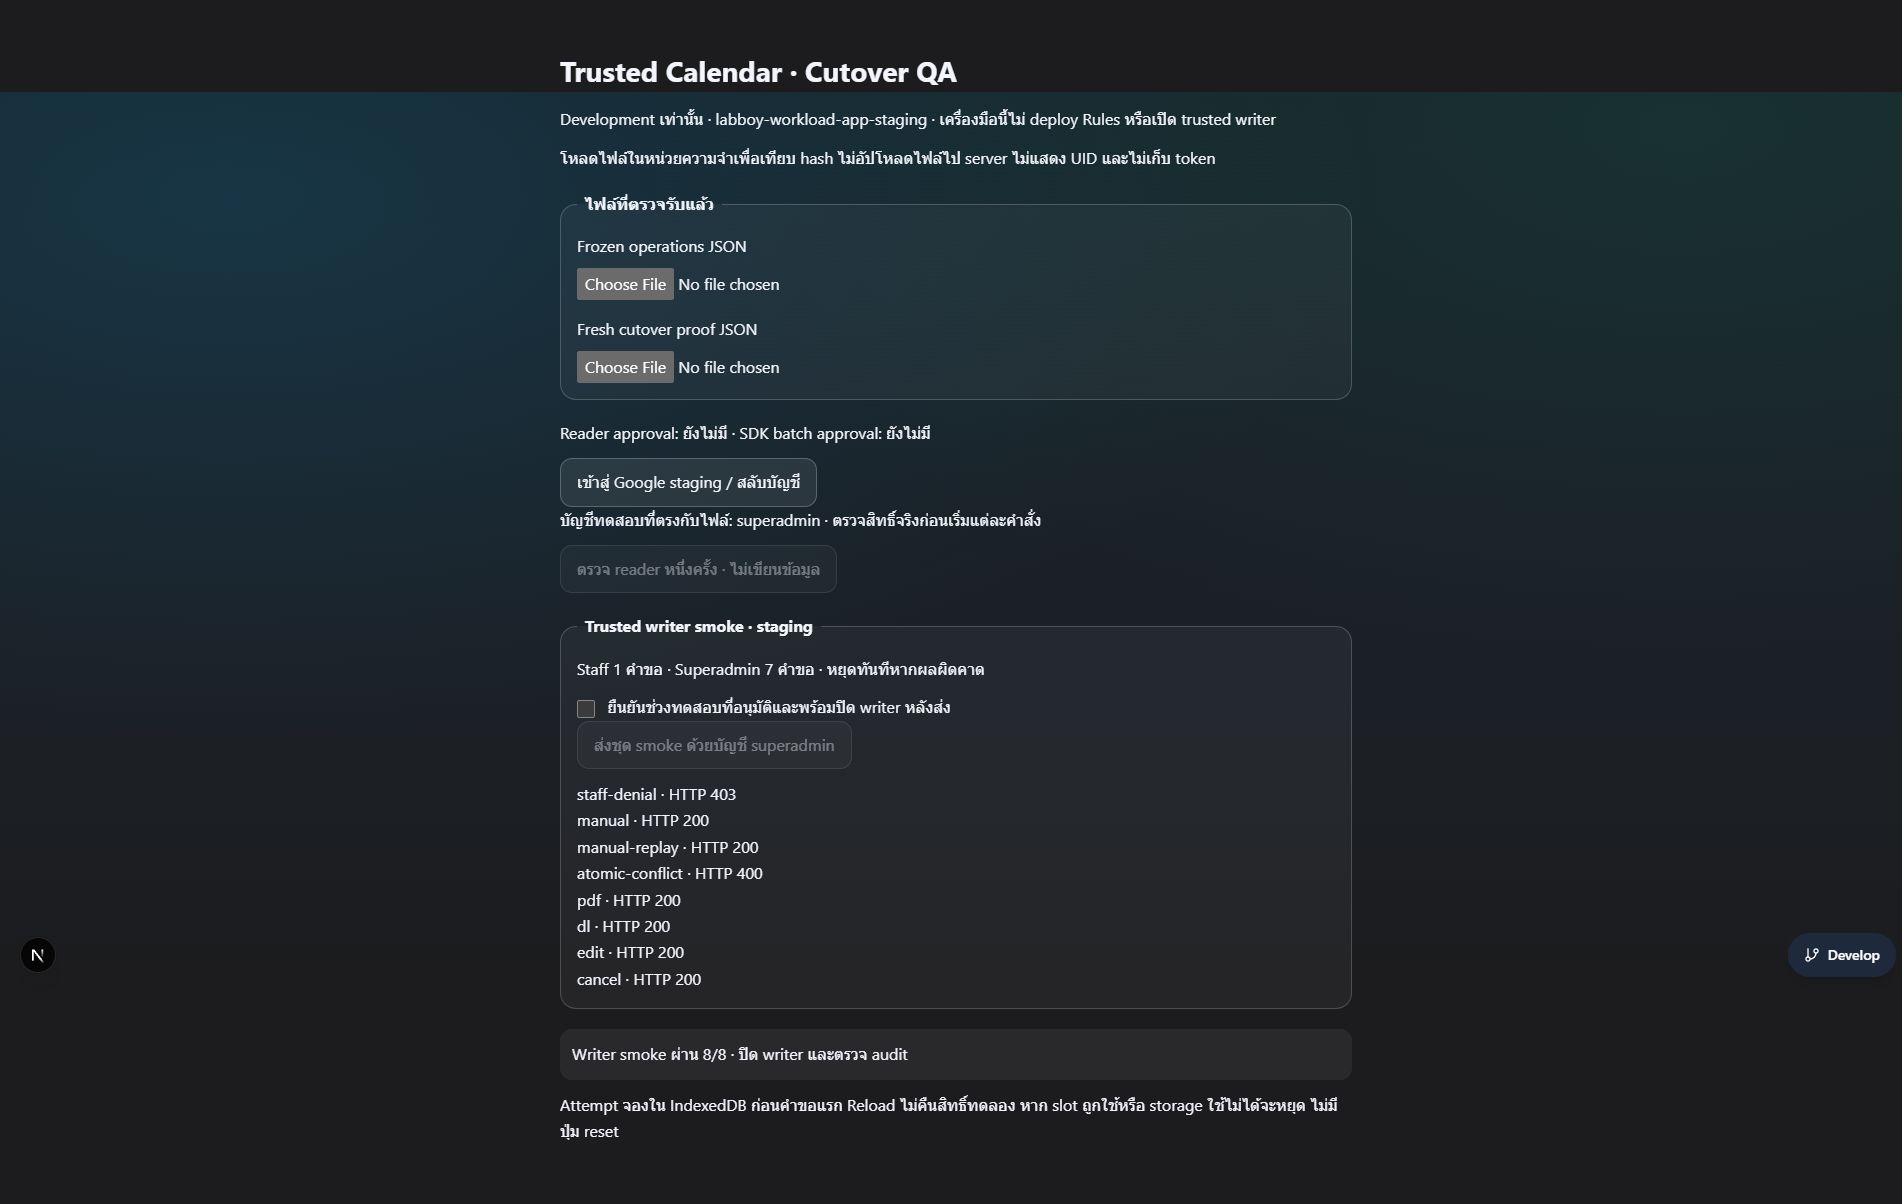 Trusted Calendar · Cutover QA
Development เท่านั้น · labboy-workload-app-staging · เครื่องมือนี้ไม่ deploy Rules หรือเปิด trusted writer
โหลดไฟล์ในหน่วยความจำเพื่อเทียบ hash ไม่อัปโหลดไฟล์ไป server ไม่แสดง UID และไม่เก็บ token
ไฟล์ที่ตรวจรับแล้ว
Frozen operations JSON
Choose File No file chosen
Fresh cutover proof JSON
Choose File No file chosen
Reader approval: ยังไม่มี · SDK batch approval: ยังไม่มี
เข้าสู่ Google staging / สลับบัญชี
บัญชีทดสอบที่ตรงกับไฟล์: superadmin · ตรวจสิทธิ์จริงก่อนเริ่มแต่ละคำสั่ง
ตรวจ reader หนึ่งครั้ง · ไม่เขียนข้อมูล
Trusted writer smoke · staging
Staff 1 คำขอ · Superadmin 7 คำขอ · หยุดทันทีหากผลผิดคาด
ยืนยันช่วงทดสอบที่อนุมัติและพร้อมปิด writer หลังส่ง
ส่งชุด smoke ด้วยบัญชี superadmin
staff-denial · HTTP 403
manual · HTTP 200
manual-replay · HTTP 200
atomic-conflict · HTTP 400
pdf · HTTP 200
dl · HTTP 200
edit · HTTP 200
cancel · HTTP 200
N
Develop
Writer smoke ผ่าน 8/8 · ปิด writer และตรวจ audit
Attempt จองใน IndexedDB ก่อนคำขอแรก Reload ไม่คืนสิทธิ์ทดลอง หาก slot ถูกใช้หรือ storage ใช้ไม่ได้จะหยุด ไม่มี
ปุ่ม reset